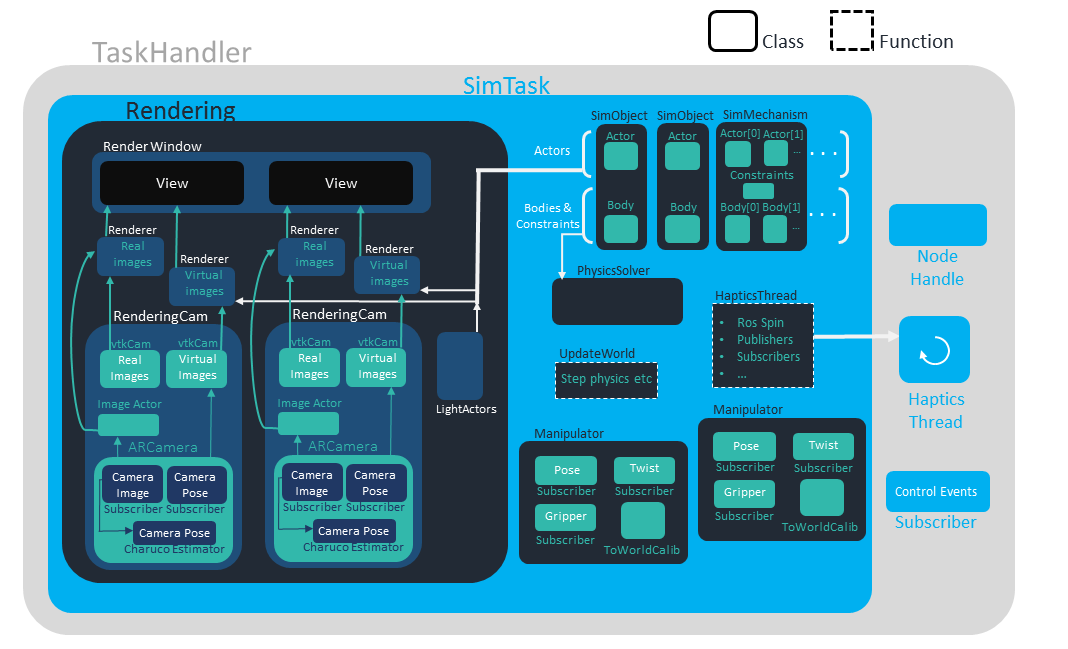 Class
Function
TaskHandler
SimTask
Rendering
RenderWindow
View
View
Renderer
Real
images
Renderer
Virtual
images
Renderer
Real
images
Renderer
Virtual
images
RenderingCam
vtkCam
Real
Images
vtkCam
Virtual
Images
Image Actor
ARCamera
Camera
Image
Subscriber
Camera
Pose
Subscriber
Camera Pose
Charuco Estimator
RenderingCam
vtkCam
Real
Images
vtkCam
Virtual
Images
Image Actor
ARCamera
Camera
Image
Subscriber
Camera
Pose
Subscriber
Camera Pose
Charuco Estimator
LightActors
Actors
Bodies &
Constraints
SimObject
Actor
Body
SimObject
Actor
Body
SimMechanism
Actor[0] Actor[1]
...
Constraints
Body[0] Body[1]
...
. . .
. . .
PhysicsSolver
UpdateWorld
Step physics etc
HapticsThread
• Ros Spin
• Publishers
• Subscribers
• ...
Manipulator
Pose
Subscriber
Twist
Subscriber
Gripper
Subscriber
ToWorldCalib
Manipulator
Pose
Subscriber
Twist
Subscriber
Gripper
Subscriber
ToWorldCalib
Node
Handle
Haptics
Thread
Control Events
Subscriber